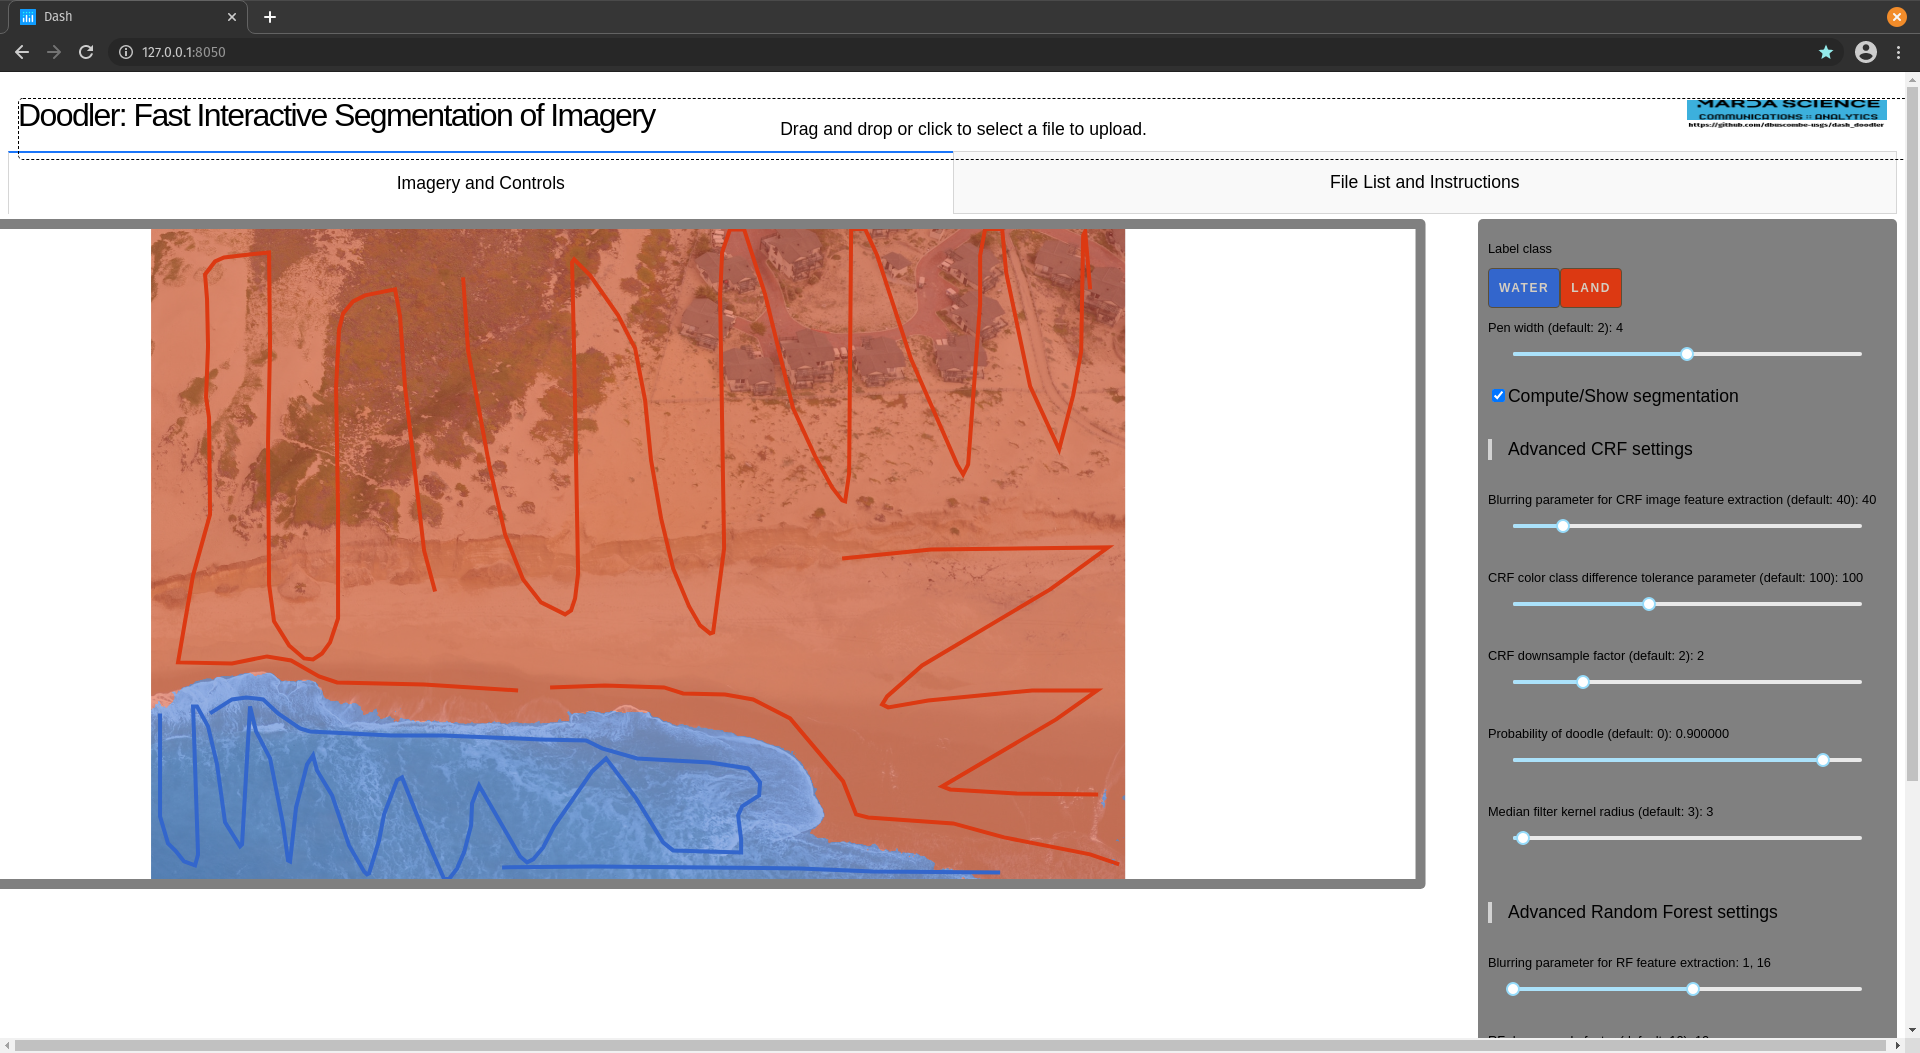 Dash
127.0.0.1:8050
Doodler: Fast Interactive Segmentation of Imagery
Drag and drop or click to select a file to upload.
MARDA SCIENCE
COMMUNICATIONS :: ANALYTICS
https://github.com/dbuscombe-usgs/dash_doodler
Imagery and Controls
File List and Instructions
Label class
WATER LAND
Pen width (default: 2): 4
Compute/Show segmentation
Advanced CRF settings
Blurring parameter for CRF image feature extraction (default: 40): 40
CRF color class difference tolerance parameter (default: 100): 100
CRF downsample factor (default: 2): 2
Probability of doodle (default: 0): 0.900000
Median filter kernel radius (default: 3): 3
Advanced Random Forest settings
Blurring parameter for RF feature extraction: 1, 16